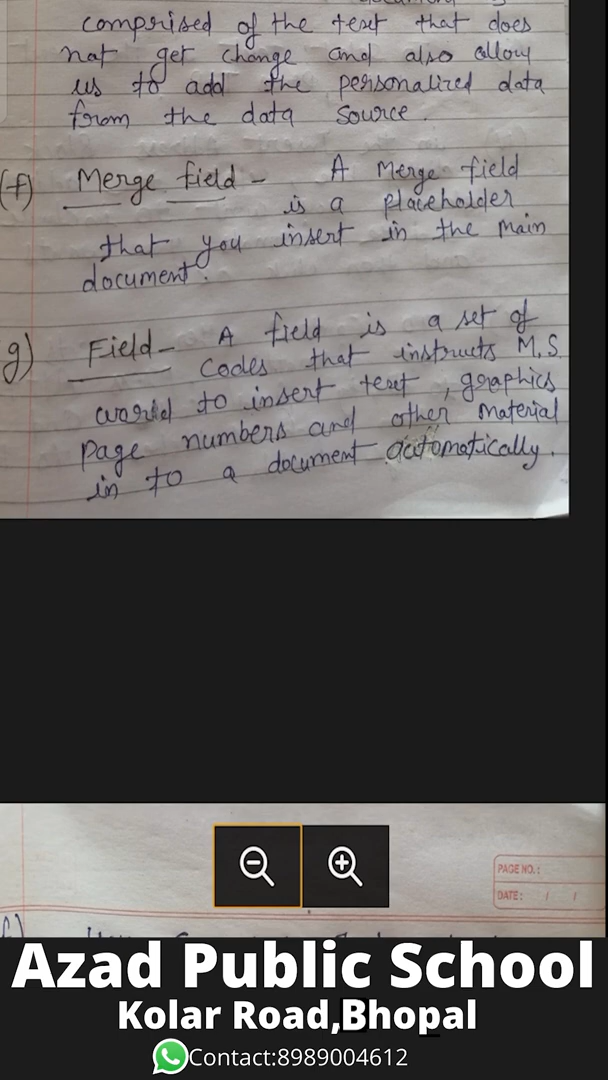 comprised of the text that does
not get change and also allow
us to add the personalized data
from the data source.
(f) Merge field - A Merge field
is a placeholder
that you insert in the main
document.
g) Field - A field is a set of
codes that instructs M.S.
world to insert text, graphics
page numbers and other material
in to a document automatically.
PAGE NO.:
DATE: / /
Azad Public School
Kolar Road,Bhopal
Contact:8989004612